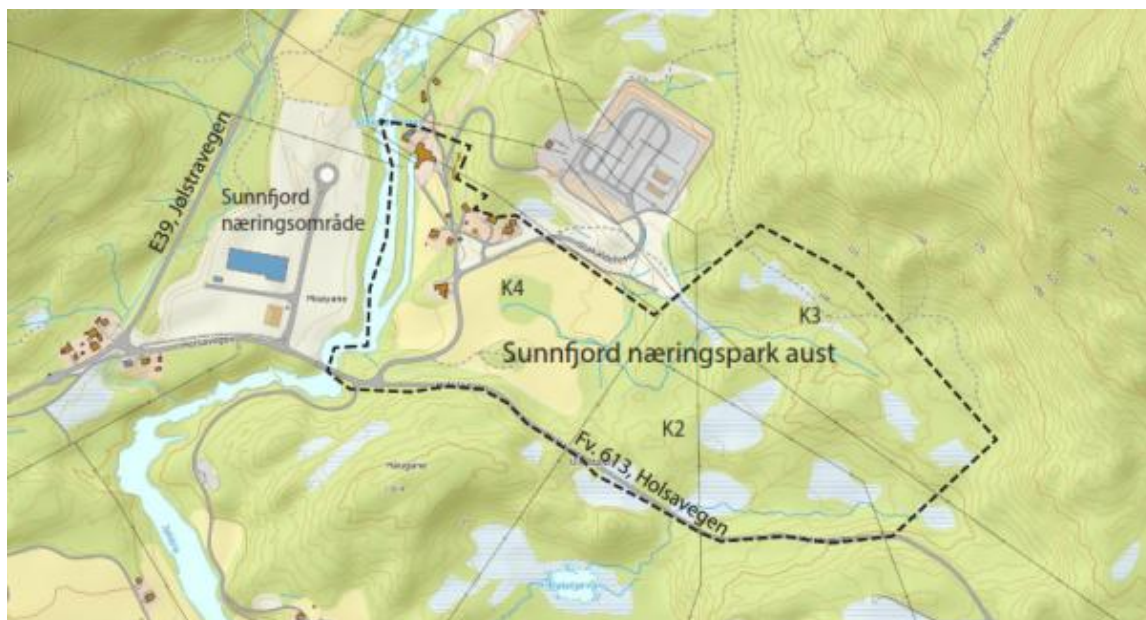 E39, Jølstravegen
Sunnfjord
næringsområde
K4
K3
Sunnfjord næringspark aust
K2
Fv. 613, Holsavegen